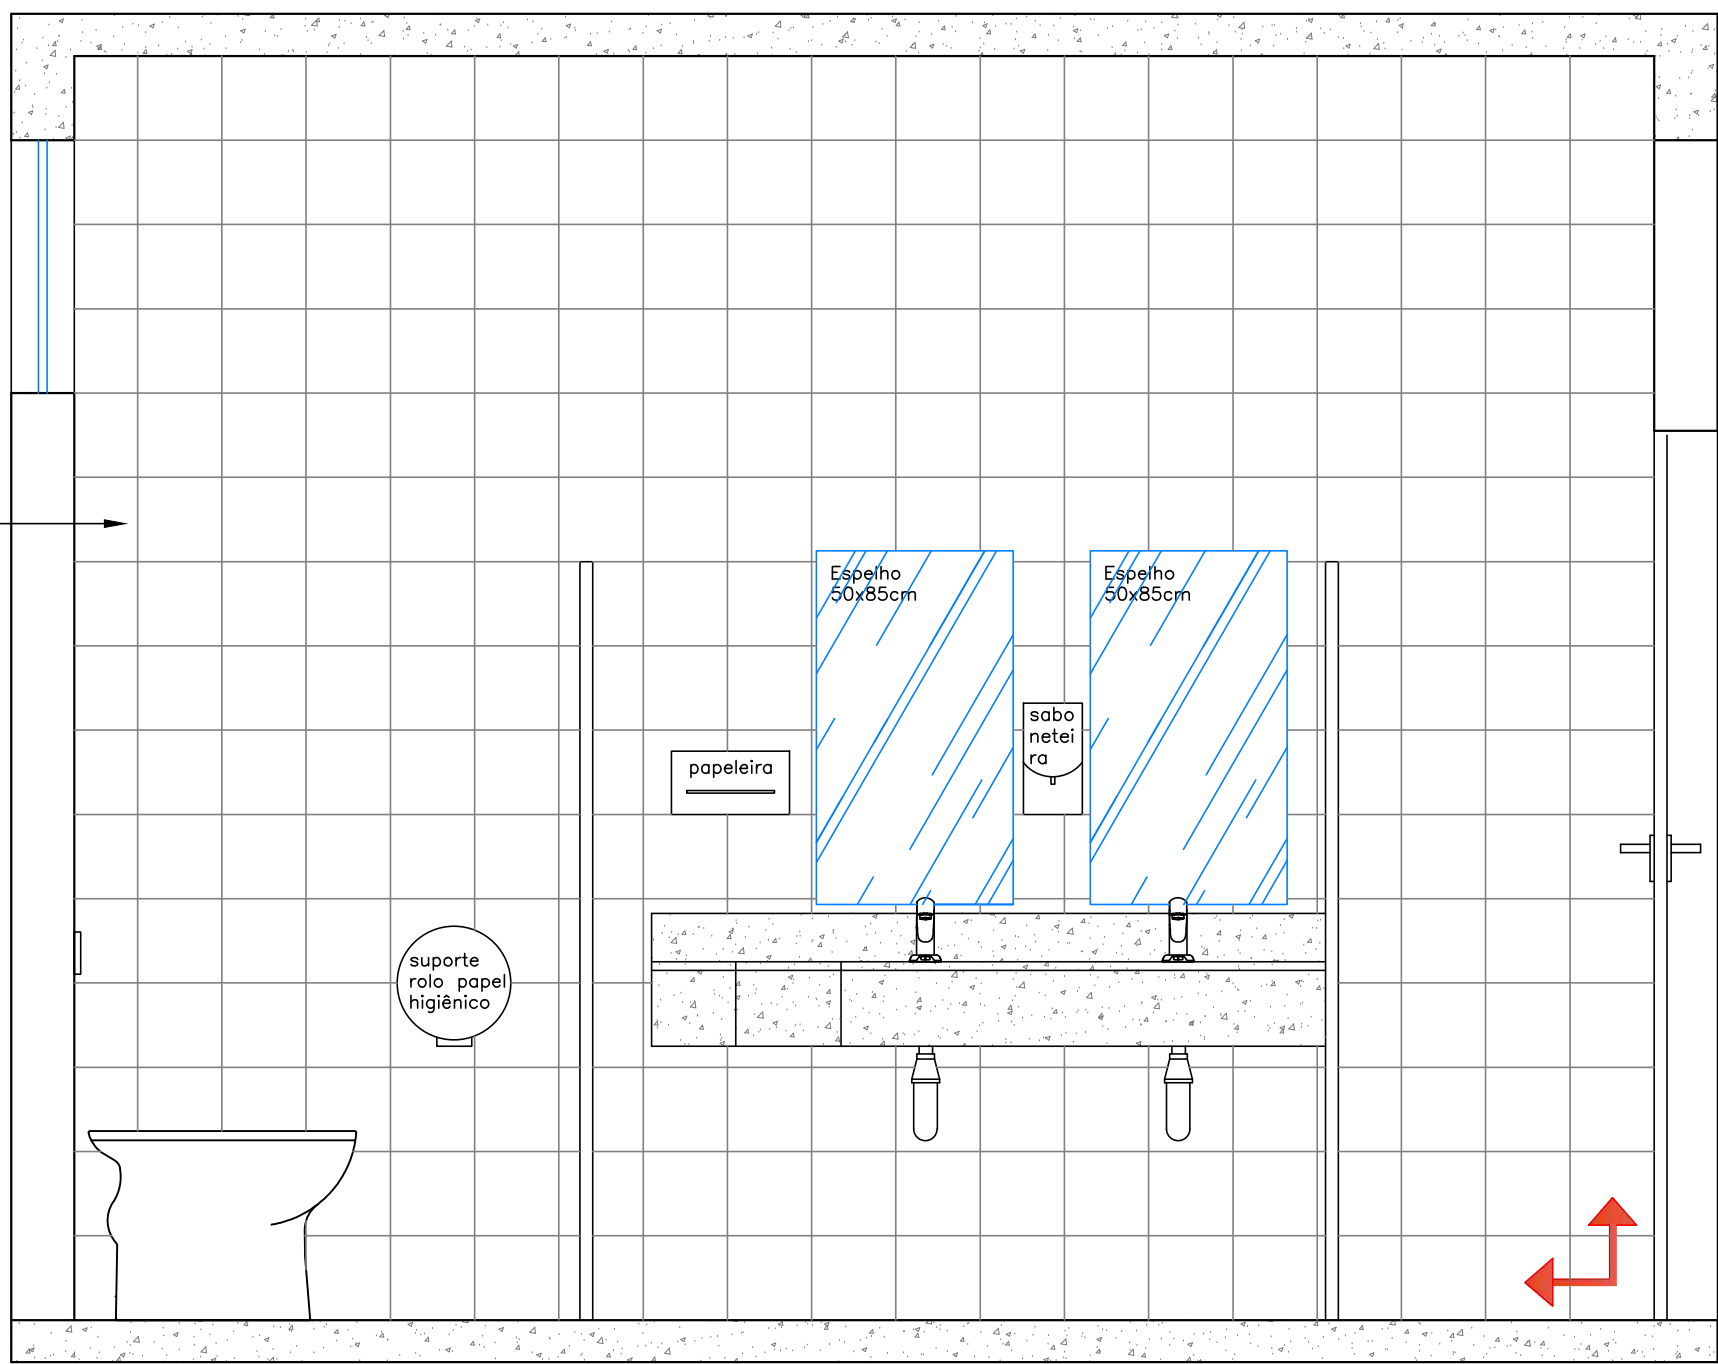 Espelho
50x85cm
Espelho
50x85cm
sabo
netei
ra
papeleira
suporte
rolo papel
higiênico